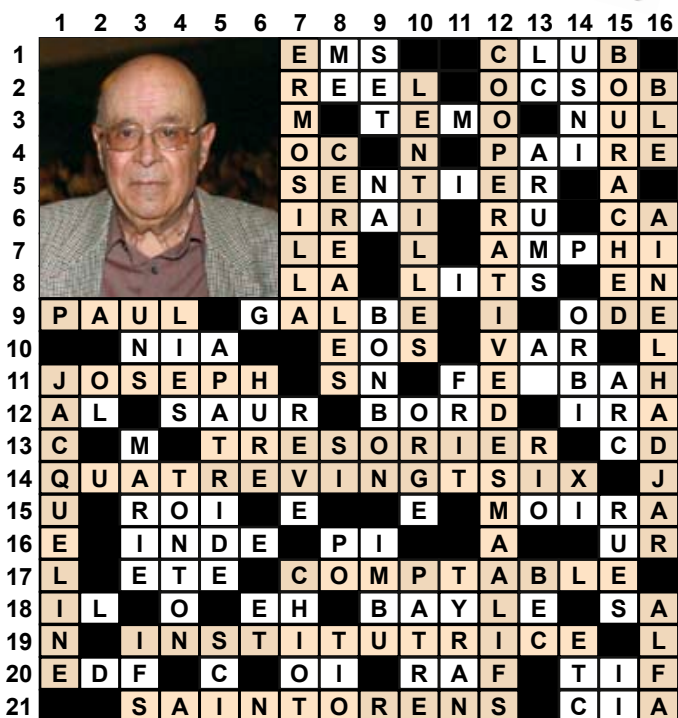 1 2 3 4 5 6 7 8 9 10 11 12 13 14 15 16
1 E M S C L U B
2 R E E L O C S O B
3 M T E M O N U L
4 O C N P A I R E
5 S E N T I E R A
6 I R A I R U C A
7 L E L A M P H I
8 L A L I T S E N
9 P A U L G A L B E I O D E
10 N I A E O S V A R L
11 J O S E P H S N F E B A H
12 A L S A U R B O R D I R A
13 C M T R E S O R I E R C D
14 Q U A T R E V I N G T S I X J
15 U R O I E E M O I R A
16 E I N D E P I A U R
17 L E T E C O M P T A B L E
18 I L O E H B A Y L E S A
19 N I N S T I T U T R I C E L
20 E D F C O I R A F T I F
21 S A I N T O R E N S C I A